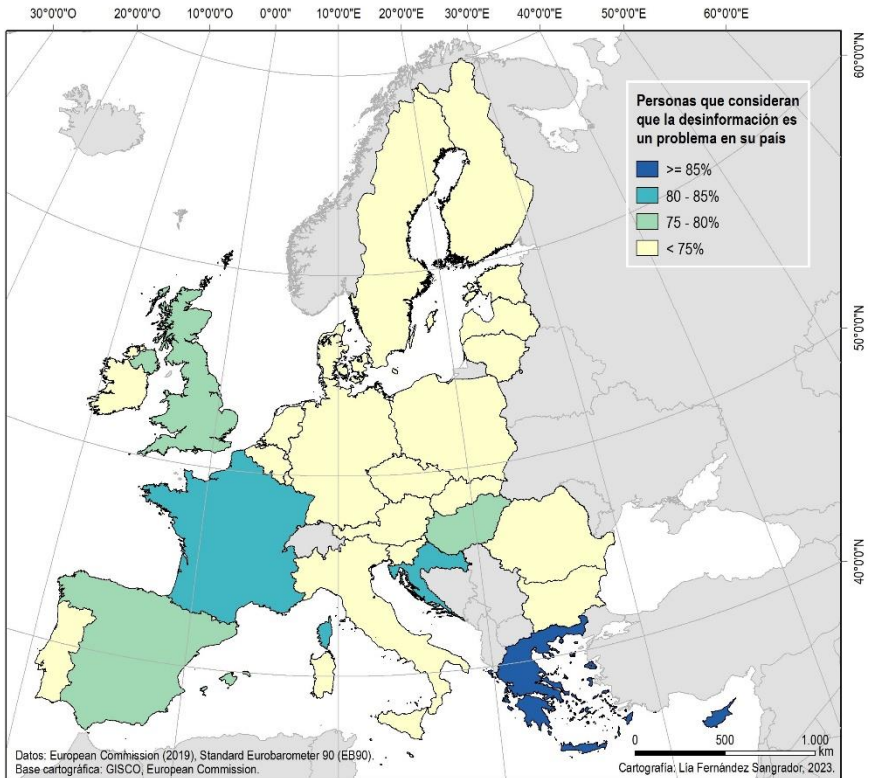 30°0'0"O 20°0'0"O 10°0'0"O 0°0'0" 10°0'0"E 20°0'0"E 30°0'0"E 40°0'0"E 50°0'0"E 60°0'0"E
60°0'0"N
50°0'0"N
40°0'0"N
Personas que consideran
que la desinformación es
un problema en su país
>= 85%
80 - 85%
75 - 80%
< 75%
0 500 1.000
km
Datos: European Commission (2019), Standard Eurobarometer 90 (EB90).
Base cartográfica: GISCO, European Commission.
Cartografía: Lía Fernández Sangrador, 2023.